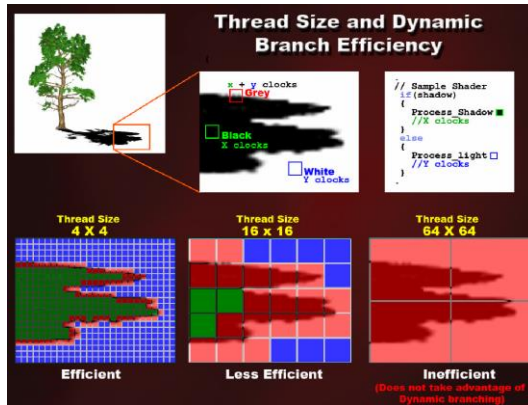 Thread Size and Dynamic
Branch Efficiency
x + y clocks
Grey
Black
X clocks
White
Y clocks
// Sample Shader
if(shadow)
{
Process_Shadow
//X clocks
}
else
{
Process_light
//Y clocks
}
Thread Size
4 X 4
Thread Size
16 x 16
Thread Size
64 X 64
Efficient
Less Efficient
Inefficient
(Does not take advantage of
Dynamic branching)